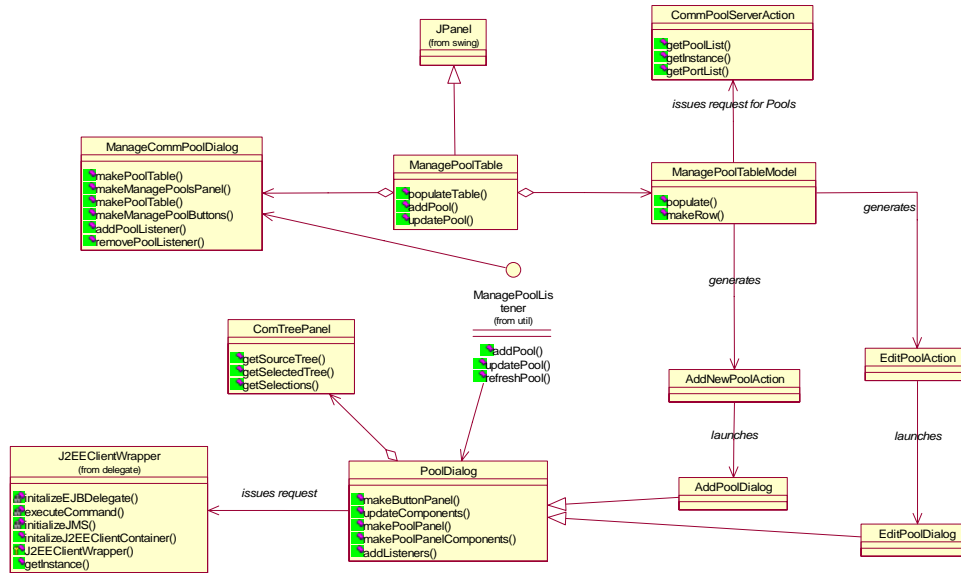 JPanel
(from swing)
CommPoolServerAction
getPoolList()
getInstance()
getPortList()
issues request for Pools
ManageCommPoolDialog
makePoolTable()
makeManagePoolsPanel()
makePoolTable()
makeManagePoolButtons()
addPoolListener()
removePoolListener()
ManagePoolTable
populateTable()
addPool()
updatePool()
ManagePoolTableModel
populate()
makeRow()
generates
generates
ManagePoolLis
tener
(from util)
addPool()
updatePool()
refreshPool()
ComTreePanel
getSourceTree()
getSelectedTree()
getSelections()
AddNewPoolAction
EditPoolAction
launches
launches
J2EEClientWrapper
(from delegate)
initalizeEJBDelegate()
executeCommand()
initializeJMS()
initalizeJ2EEClientContainer()
J2EEClientWrapper()
getInstance()
issues request
PoolDialog
makeButtonPanel()
updateComponents()
makePoolPanel()
makePoolPanelComponents()
addListeners()
AddPoolDialog
EditPoolDialog